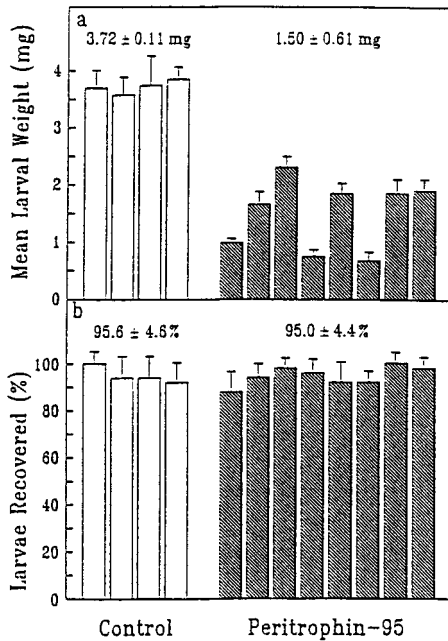 a
3.72 ± 0.11 mg 1.50 ± 0.61 mg
Mean Larval Weight (mg)
4
3
2
1
0
b
95.6 ± 4.6% 95.0 ± 4.4%
Larvae Recovered (%)
100
80
60
40
20
0
Control Peritrophin-95